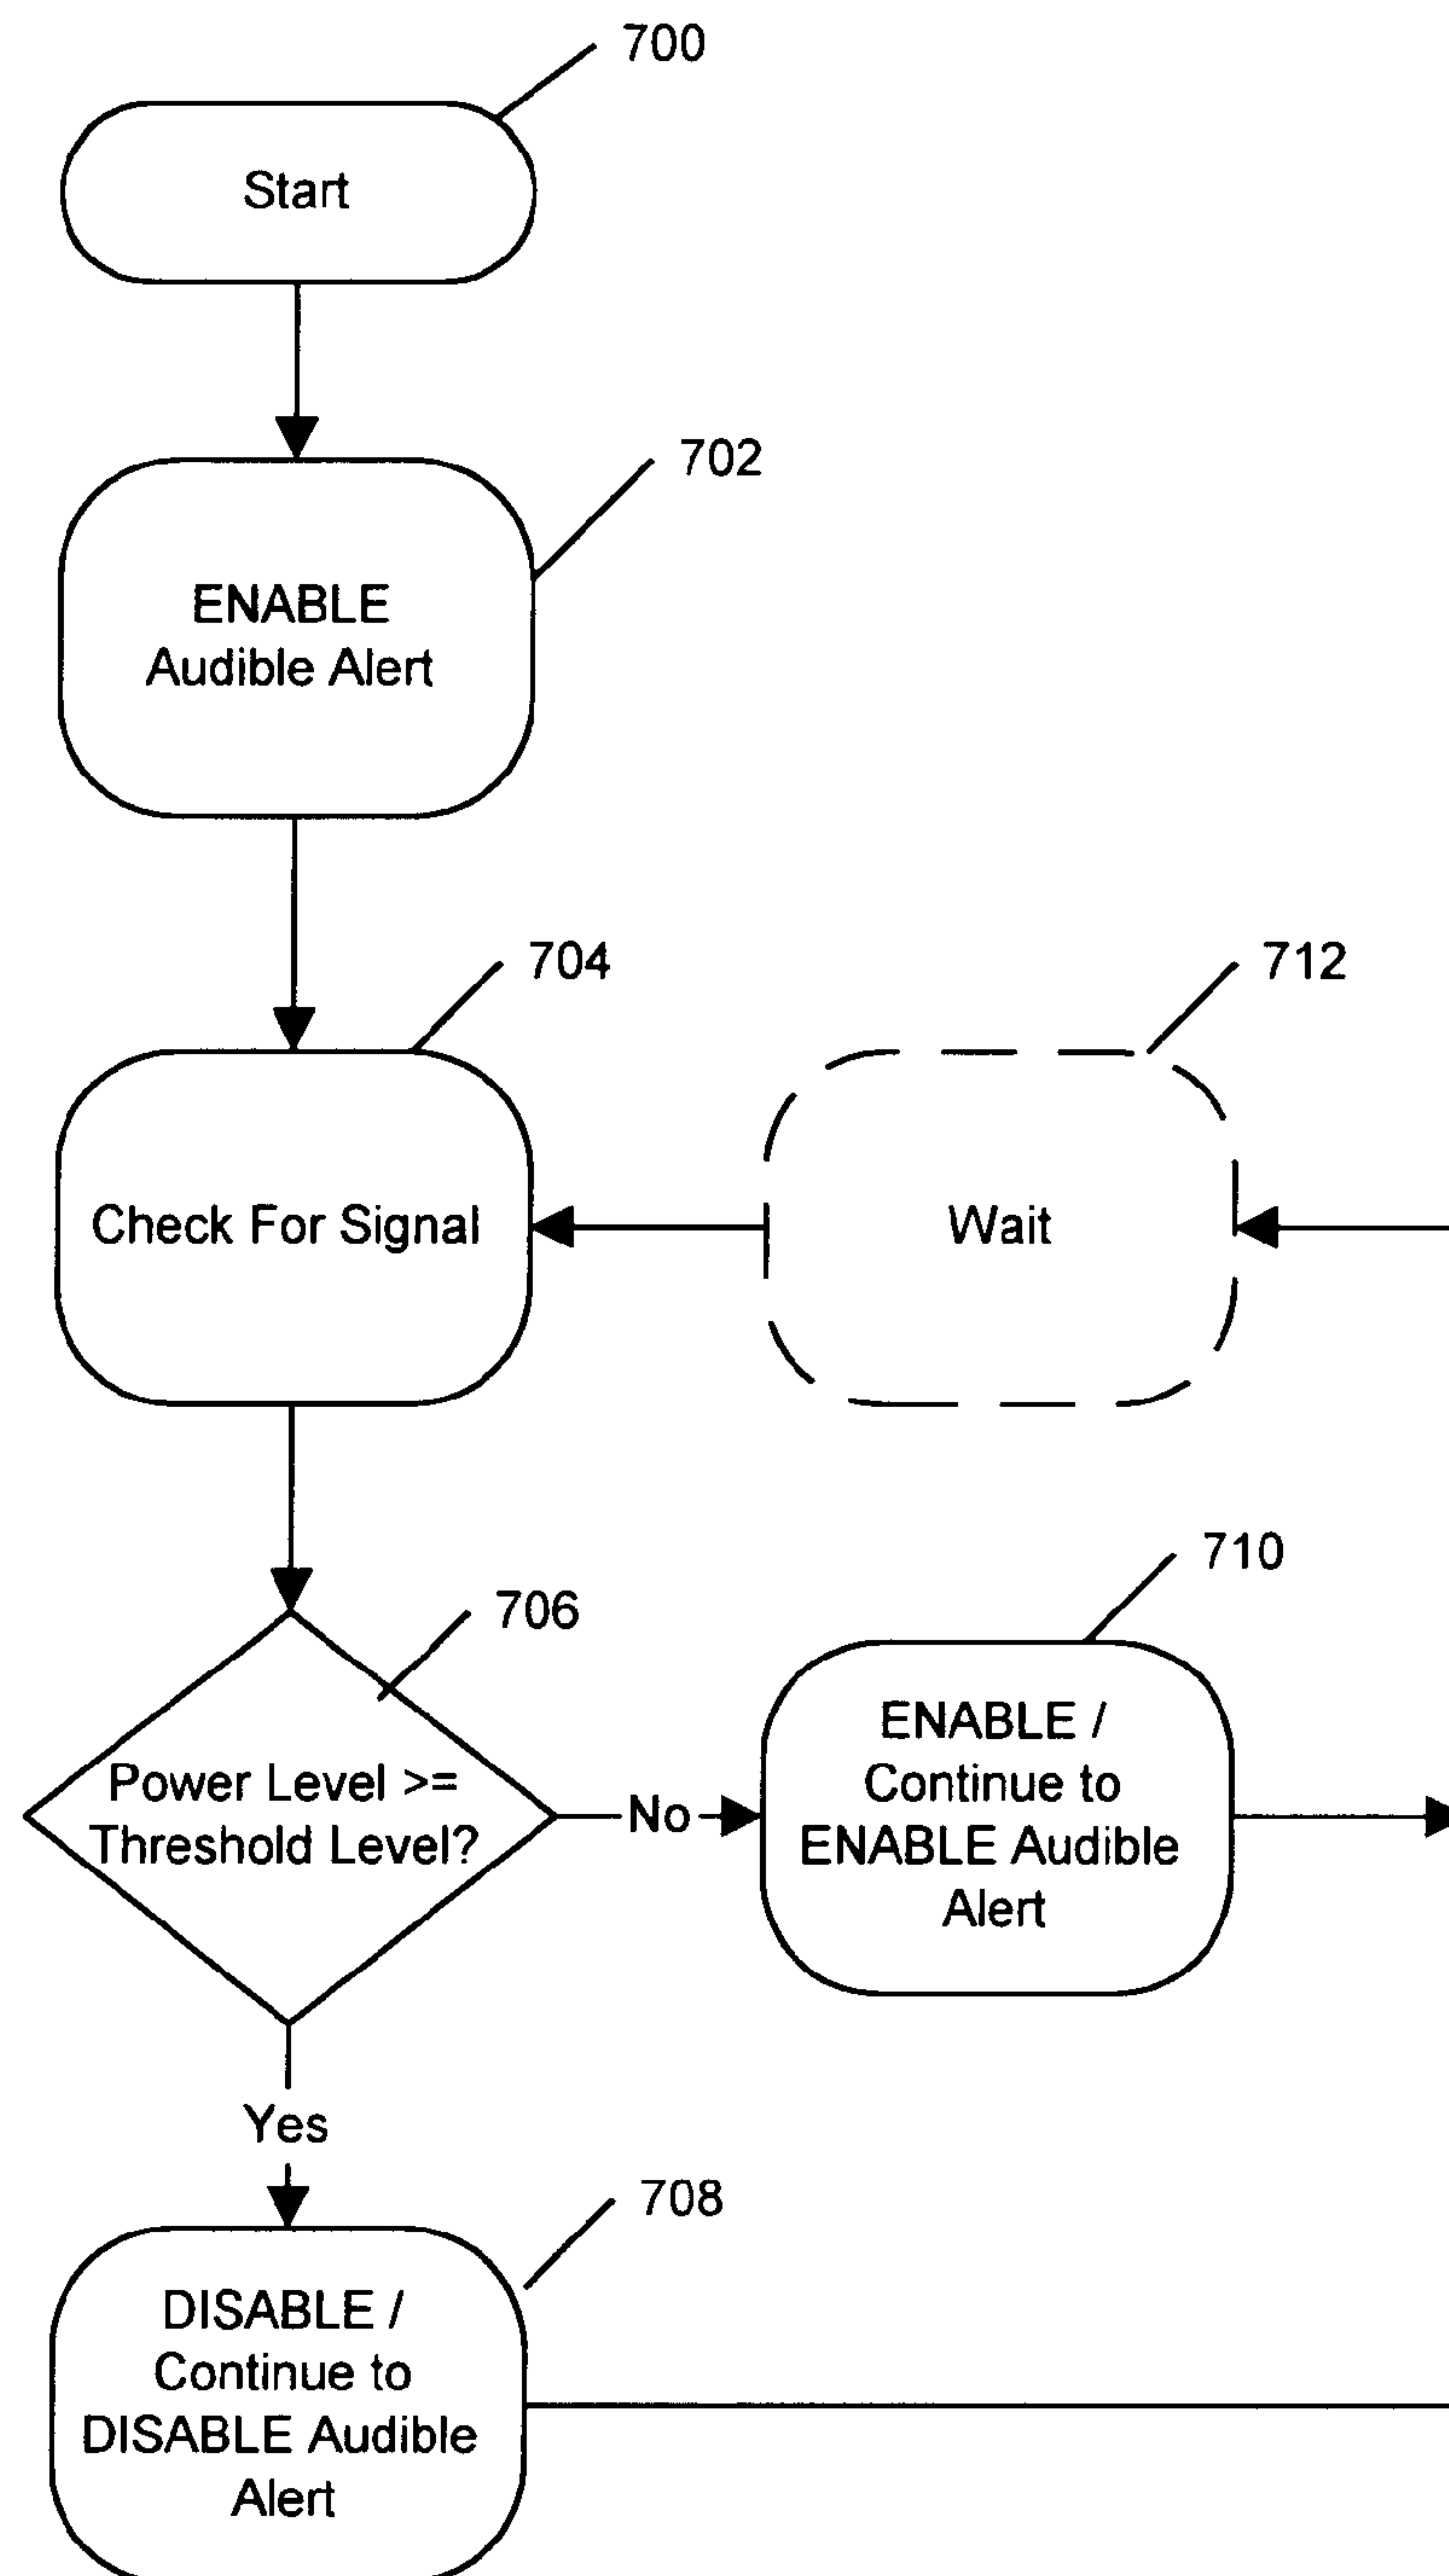 700
Start
702
ENABLE
Audible Alert
704
712
Check For Signal
Wait
706
710
Power Level >=
Threshold Level?
No
ENABLE /
Continue to
ENABLE Audible
Alert
Yes
708
DISABLE /
Continue to
DISABLE Audible
Alert